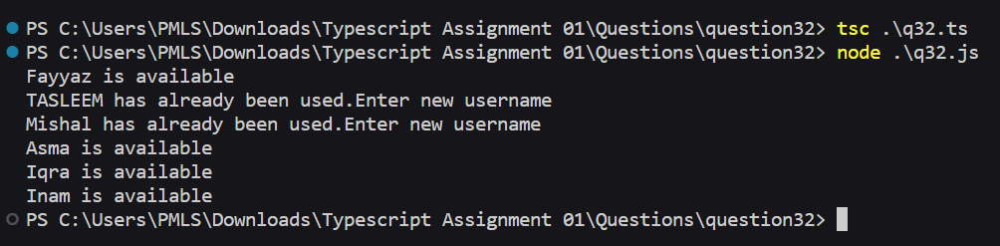 PS C:\Users\PMLS\Downloads\Typescript Assignment 01\Questions\question32> tsc .\q32.ts
PS C:\Users\PMLS\Downloads\Typescript Assignment 01\Questions\question32> node .\q32.js
Fayyaz is available
TASLEEM has already been used.Enter new username
Mishal has already been used.Enter new username
Asma is available
Iqra is available
Inam is available
PS C:\Users\PMLS\Downloads\Typescript Assignment 01\Questions\question32>